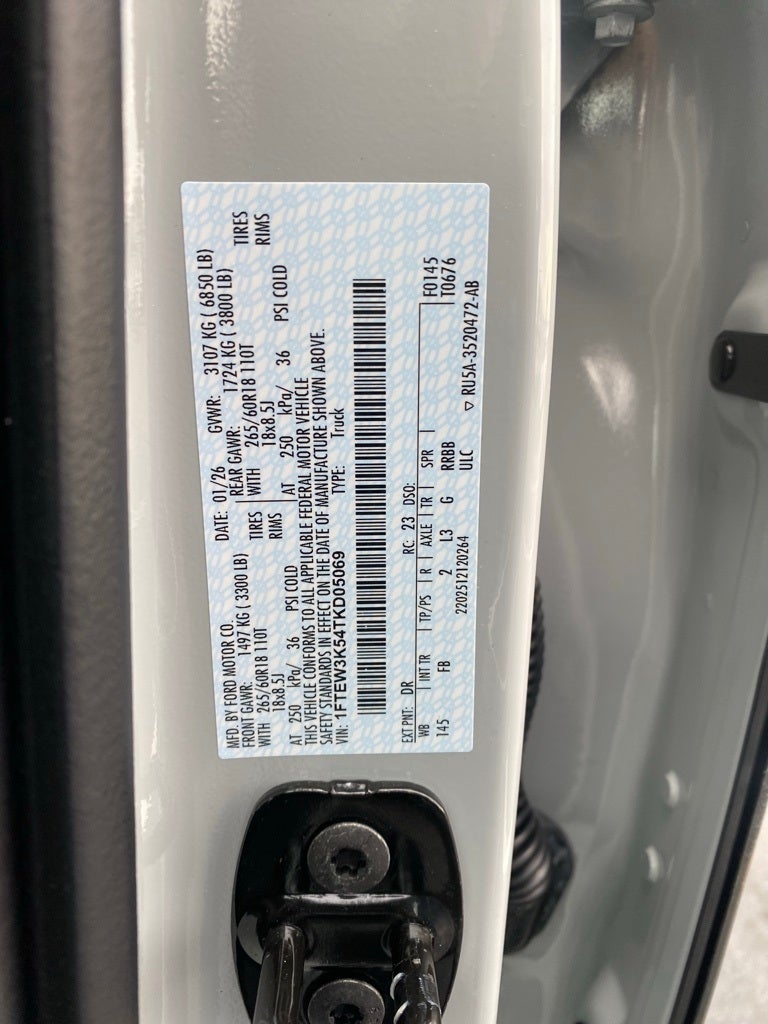 MFD. BY FORD MOTOR CO.
DATE: 01/26 GVWR: 3107 KG ( 6850 LB)
FRONT GAWR: 1497 KG ( 3300 LB) REAR GAWR: 1724 KG ( 3800 LB)
WITH 265/60R18 110T TIRES WITH 265/60R18 110T TIRES
18x8.5J RIMS 18x8.5J RIMS
AT 250 kPa/ 36 PSI COLD AT 250 kPa/ 36 PSI COLD
THIS VEHICLE CONFORMS TO ALL APPLICABLE FEDERAL MOTOR VEHICLE
SAFETY STANDARDS IN EFFECT ON THE DATE OF MANUFACTURE SHOWN ABOVE.
VIN: 1FTEW3K54TKD05069 TYPE: Truck
EXT PNT: DR RC: 23 DSO: F0145
WB INT TR TP/PS R AXLE TR SPR T0676
145 FB 2 L3 G RRBB
2202512120264 ULC ▽ RU5A-3520472-AB